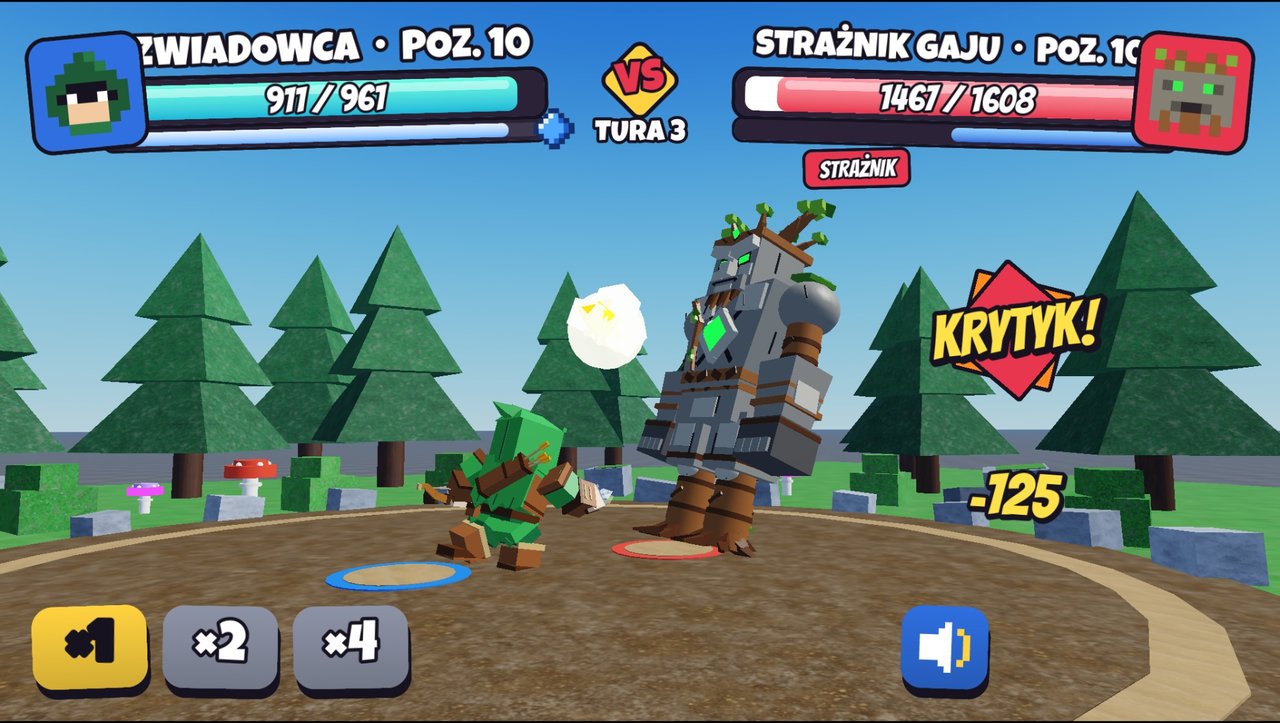 ZWIADOWCA • POZ. 10
911 / 961
VS
TURA 3
STRAŻNIK GAJU • POZ. 10
1467 / 1608
STRAŻNIK
KRYTYK!
-125
×1
×2
×4